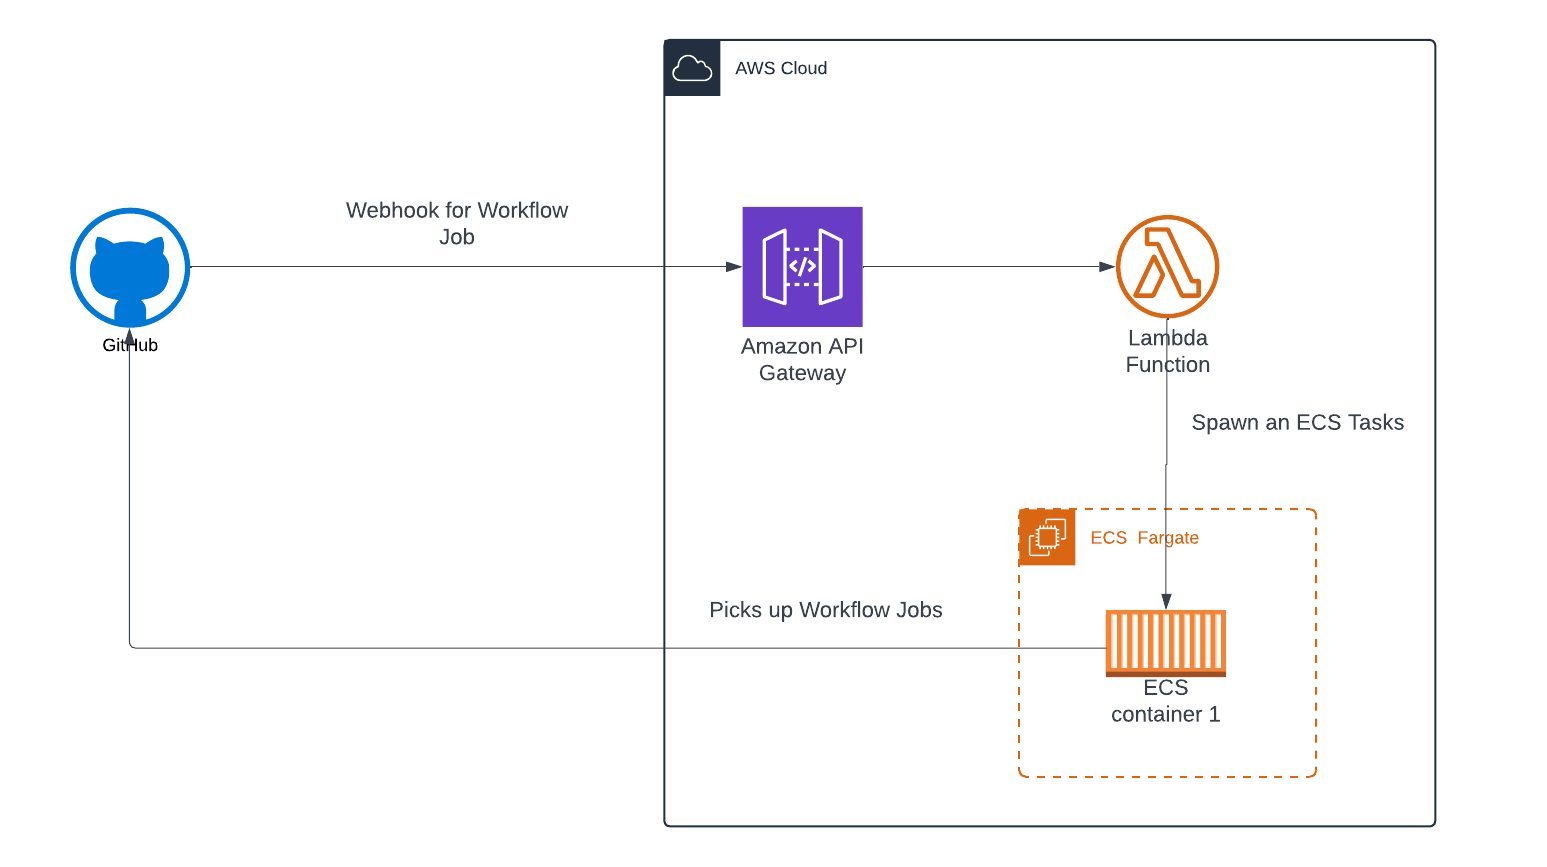 AWS Cloud
Webhook for Workflow
Job
GitHub
Amazon API
Gateway
Lambda
Function
Spawn an ECS Tasks
ECS Fargate
Picks up Workflow Jobs
ECS
container 1